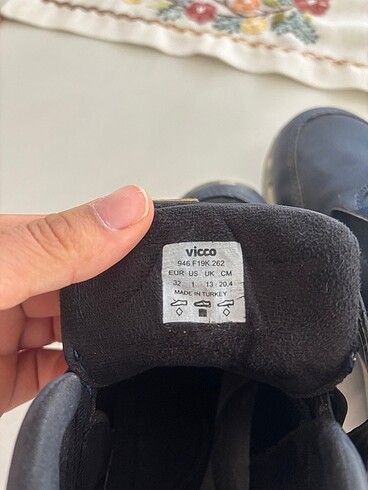 vicco
946.F19K.262
EUR US UK CM
32 1 13 20,4
MADE IN TURKEY